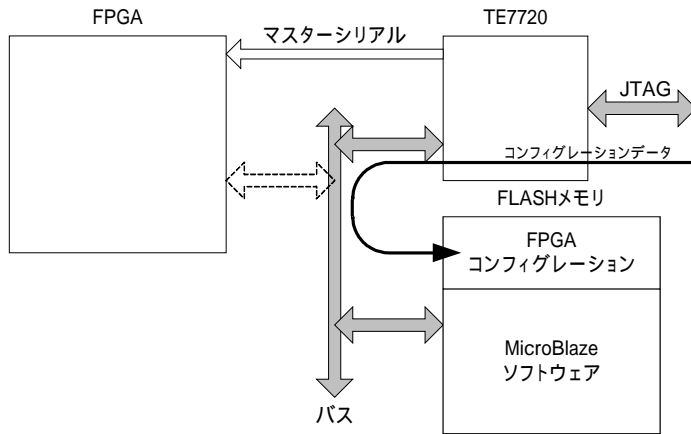 FPGA
TE7720
マスターシリアル
JTAG
コンフィグレーションデータ
FLASHメモリ
FPGA
コンフィグレーション
MicroBlaze
ソフトウェア
バス